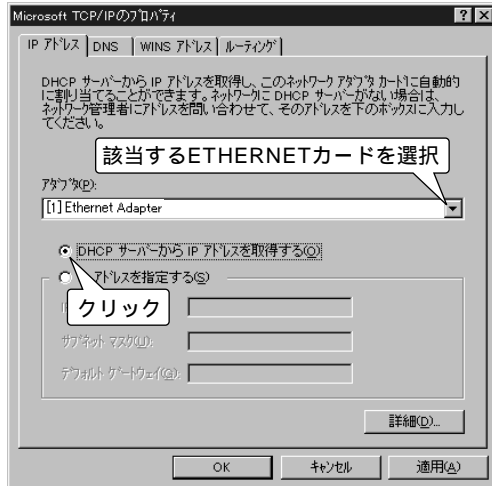 Microsoft TCP/IPのﾌﾟﾛﾊﾟﾃｨ
IP ｱﾄﾞﾚｽ DNS WINS ｱﾄﾞﾚｽ ﾙｰﾃｨﾝｸﾞ
DHCP ｻｰﾊﾞｰから IP ｱﾄﾞﾚｽを取得し、このﾈｯﾄﾜｰｸ ｱﾀﾞﾌﾟﾀ ｶｰﾄﾞに自動的
に割り当てることができます。ﾈｯﾄﾜｰｸに DHCP ｻｰﾊﾞｰがない場合は、
ﾈｯﾄﾜｰｸ管理者にｱﾄﾞﾚｽを問い合わせて、そのｱﾄﾞﾚｽを下のﾎﾞｯｸｽに入力し
てください。
該当するETHERNETカードを選択
ｱﾀﾞﾌﾟﾀ(P):
[1] Ethernet Adapter
DHCP ｻｰﾊﾞｰから IP ｱﾄﾞﾚｽを取得する(O)
ｱﾄﾞﾚｽを指定する(S)
クリック
ｻﾌﾞﾈｯﾄ ﾏｽｸ(U):
ﾃﾞﾌｫﾙﾄ ｹﾞｰﾄｳｪｲ(G):
詳細(D)...
OK ｷｬﾝｾﾙ 適用(A)